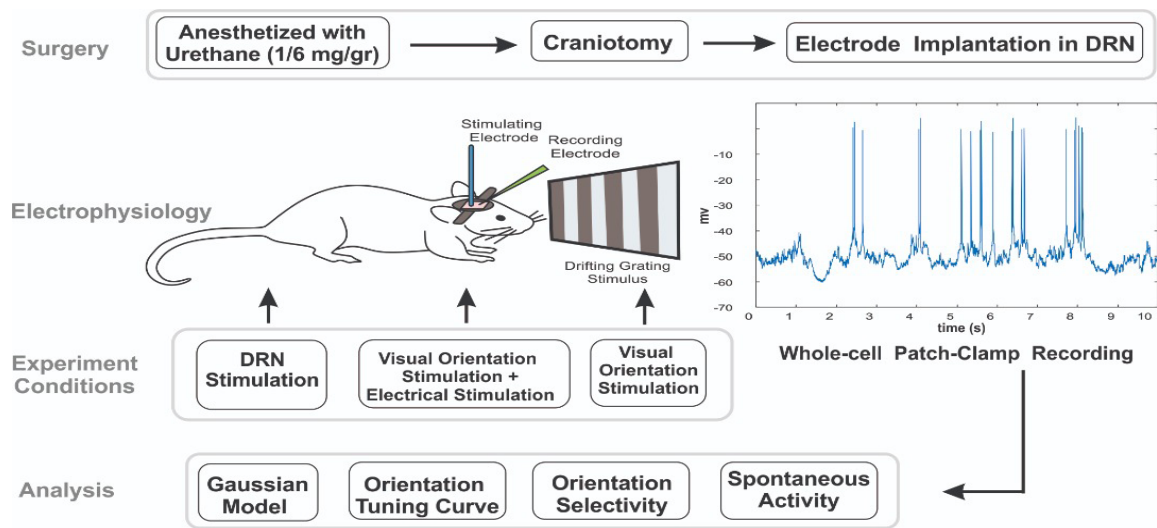 Surgery
Anesthetized with
Urethane (1/6 mg/gr)
Craniotomy
Electrode Implantation in DRN
Electrophysiology
Stimulating
Electrode
Recording
Electrode
Drifting Grating
Stimulus
mv
-10
-20
-30
-40
-50
-60
-70
0 1 2 3 4 5 6 7 8 9 10
time (s)
Whole-cell Patch-Clamp Recording
Experiment
Conditions
DRN
Stimulation
Visual Orientation
Stimulation +
Electrical Stimulation
Visual
Orientation
Stimulation
Analysis
Gaussian
Model
Orientation
Tuning Curve
Orientation
Selectivity
Spontaneous
Activity